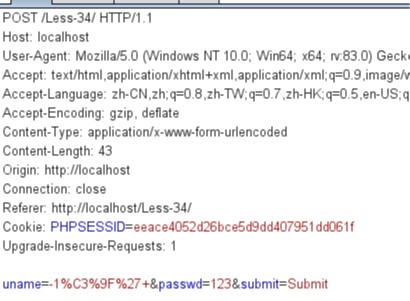 POST /Less-34/ HTTP/1.1
Host: localhost
User-Agent: Mozilla/5.0 (Windows NT 10.0; Win64; x64; rv:83.0) Geck
Accept: text/html,application/xhtml+xml,application/xml;q=0.9,image/
Accept-Language: zh-CN,zh;q=0.8,zh-TW;q=0.7,zh-HK;q=0.5,en-US;q
Accept-Encoding: gzip, deflate
Content-Type: application/x-www-form-urlencoded
Content-Length: 43
Origin: http://localhost
Connection: close
Referer: http://localhost/Less-34/
Cookie: PHPSESSID=eeace4052d26bce5d9dd407951dd061f
Upgrade-Insecure-Requests: 1
uname=-1%C3%9F%27+&passwd=123&submit=Submit